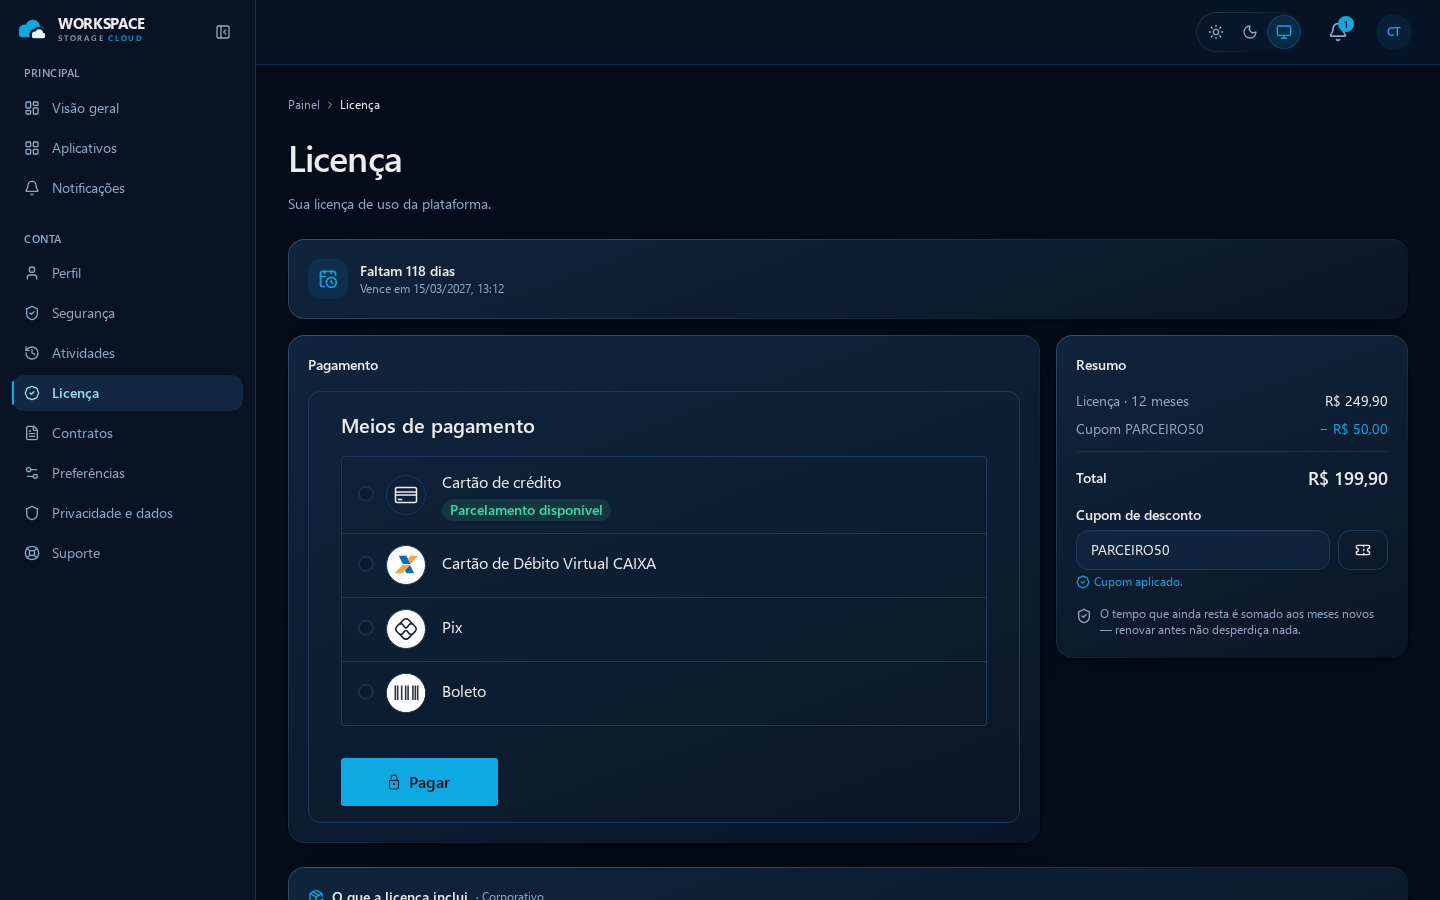 WORKSPACE
STORAGE CLOUD
PRINCIPAL
Visão geral
Aplicativos
Notificações
CONTA
Perfil
Segurança
Atividades
Licença
Contratos
Preferências
Privacidade e dados
Suporte
1
CT
Painel > Licença
Licença
Sua licença de uso da plataforma.
Faltam 118 dias
Vence em 15/03/2027, 13:12
Pagamento
Meios de pagamento
Cartão de crédito
Parcelamento disponível
Cartão de Débito Virtual CAIXA
Pix
Boleto
Pagar
Resumo
Licença · 12 meses R$ 249,90
Cupom PARCEIRO50 − R$ 50,00
Total R$ 199,90
Cupom de desconto
PARCEIRO50
Cupom aplicado.
O tempo que ainda resta é somado aos meses novos
— renovar antes não desperdiça nada.
O que a licença inclui · Corporativo